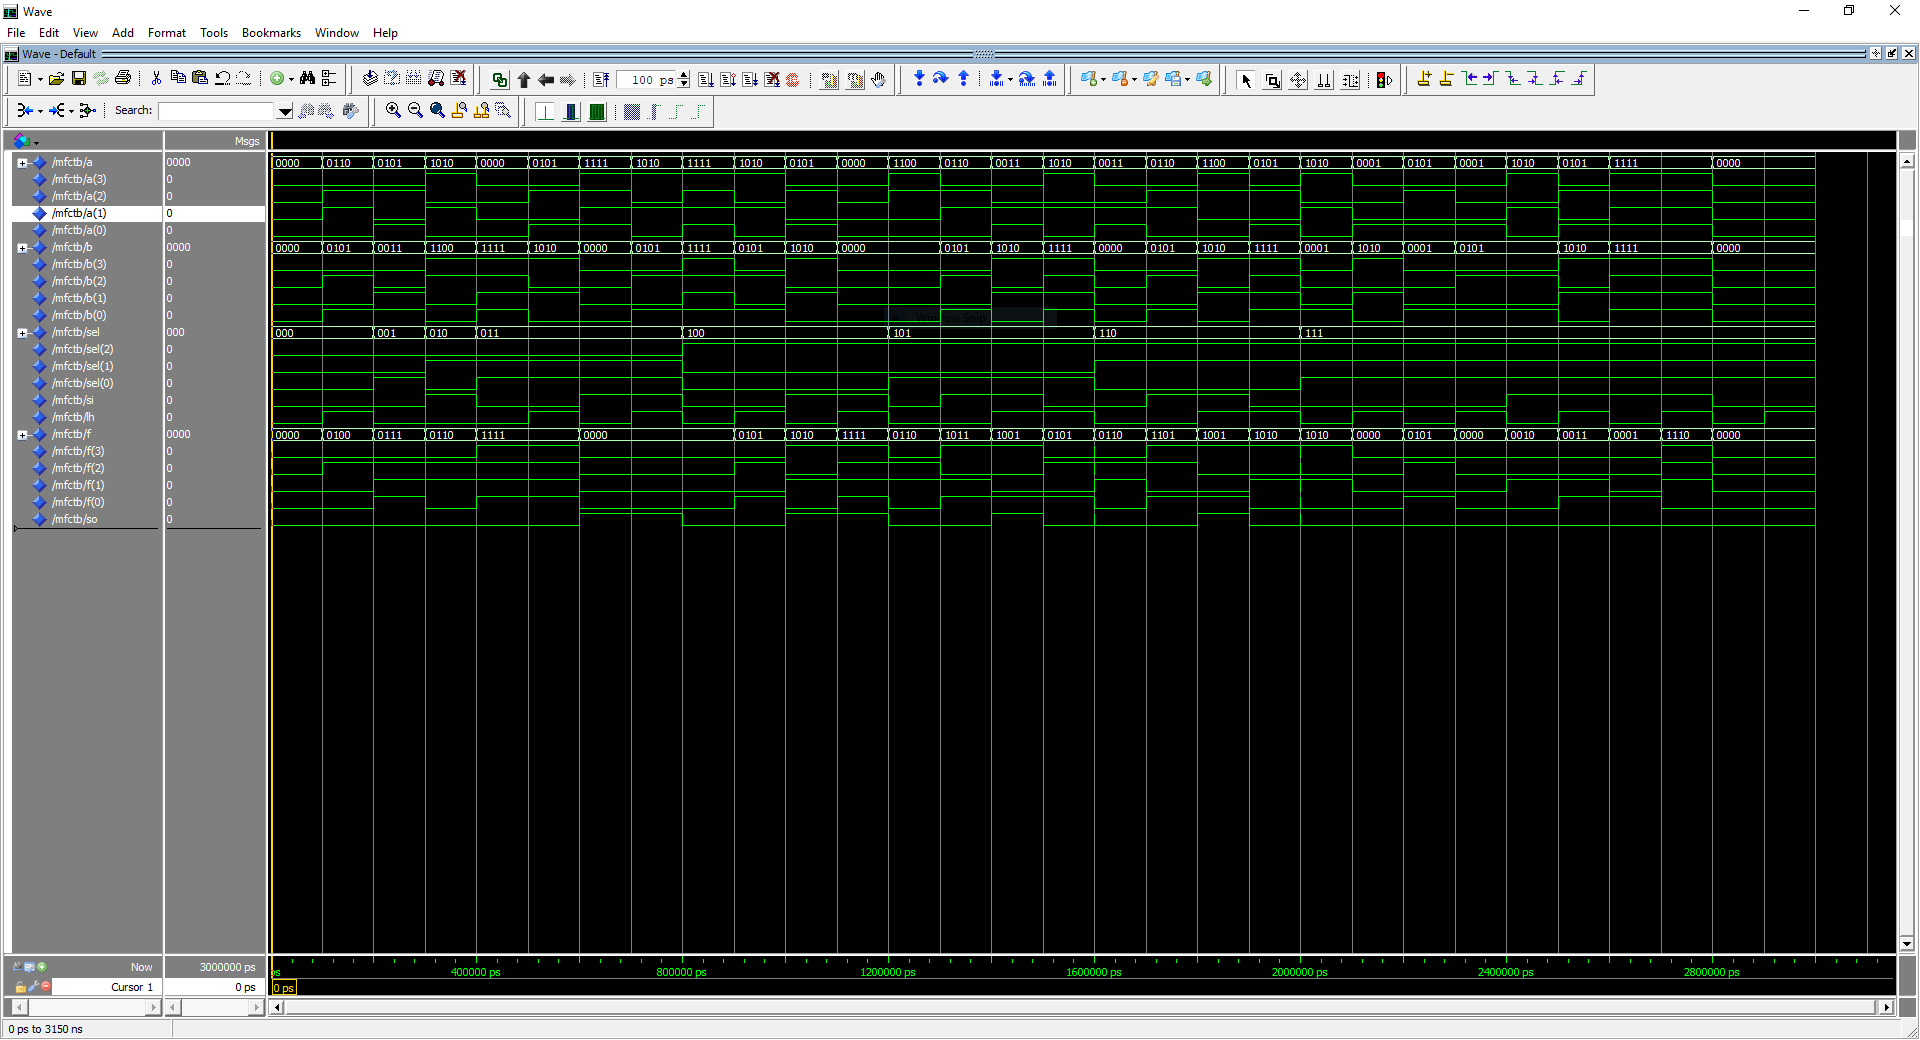 Wave
File Edit View Add Format Tools Bookmarks Window Help
Wave - Default
100 ps
Search:
Msgs
/mfctb/a 0000 0000 0110 0101 1010 0000 0101 1111 1010 1111 1010 0101 0000 1100 0110 0011 1010 0011 0110 1100 0101 1010 0001 0101 0001 1010 0101 1111 0000
/mfctb/a(3) 0
/mfctb/a(2) 0
/mfctb/a(1) 0
/mfctb/a(0) 0
/mfctb/b 0000 0000 0101 0011 1100 1111 1010 0000 0101 1111 0101 1010 0000 0101 1010 1111 0000 0101 1010 1111 0001 1010 0001 0101 1010 1111 0000
/mfctb/b(3) 0
/mfctb/b(2) 0
/mfctb/b(1) 0
/mfctb/b(0) 0
/mfctb/sel 000 000 001 010 011 100 101 110 111
/mfctb/sel(2) 0
/mfctb/sel(1) 0
/mfctb/sel(0) 0
/mfctb/si 0
/mfctb/lh 0
/mfctb/f 0000 0000 0100 0111 0110 1111 0000 0101 1010 1111 0110 1011 1001 0101 0110 1101 1001 1010 1010 0000 0101 0000 0010 0011 0001 1110 0000
/mfctb/f(3) 0
/mfctb/f(2) 0
/mfctb/f(1) 0
/mfctb/f(0) 0
/mfctb/so 0
Now 3000000 ps ps 400000 ps 800000 ps 1200000 ps 1600000 ps 2000000 ps 2400000 ps 2800000 ps
Cursor 1 0 ps 0 ps
0 ps to 3150 ns